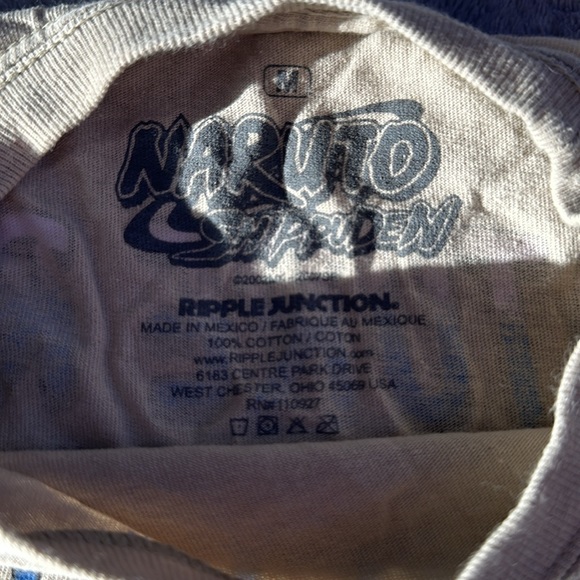 M
NARUTO
SHIPPUDEN
RIPPLE JUNCTION®
MADE IN MEXICO / FABRIQUE AU MEXIQUE
100% COTTON / COTON
www.RIPPLEJUNCTION.com
6183 CENTRE PARK DRIVE
WEST CHESTER, OHIO 45069 USA
RN#110927